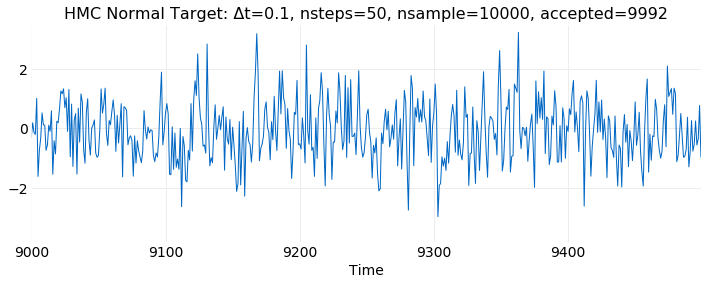 HMC Normal Target: Δt=0.1, nsteps=50, nsample=10000, accepted=9992
2
0
−2
9000 9100 9200 9300 9400
Time